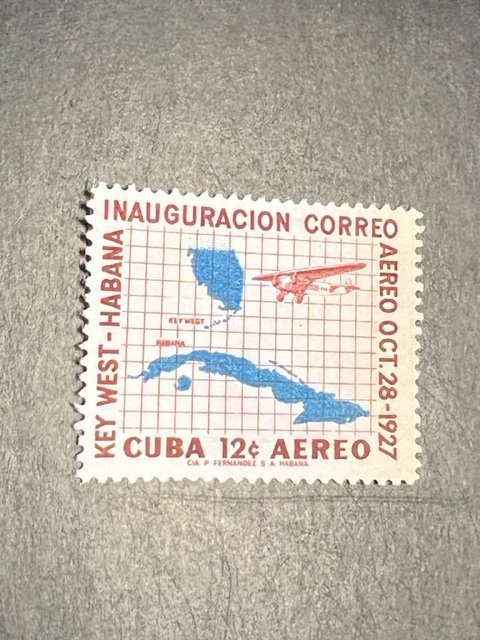 INAUGURACION CORREO
AEREO OCT.28-1927
KEY WEST-HABANA
KEY WEST
HABANA
CUBA 12¢ AEREO
CIA. P. FERNANDEZ. S. A. HABANA